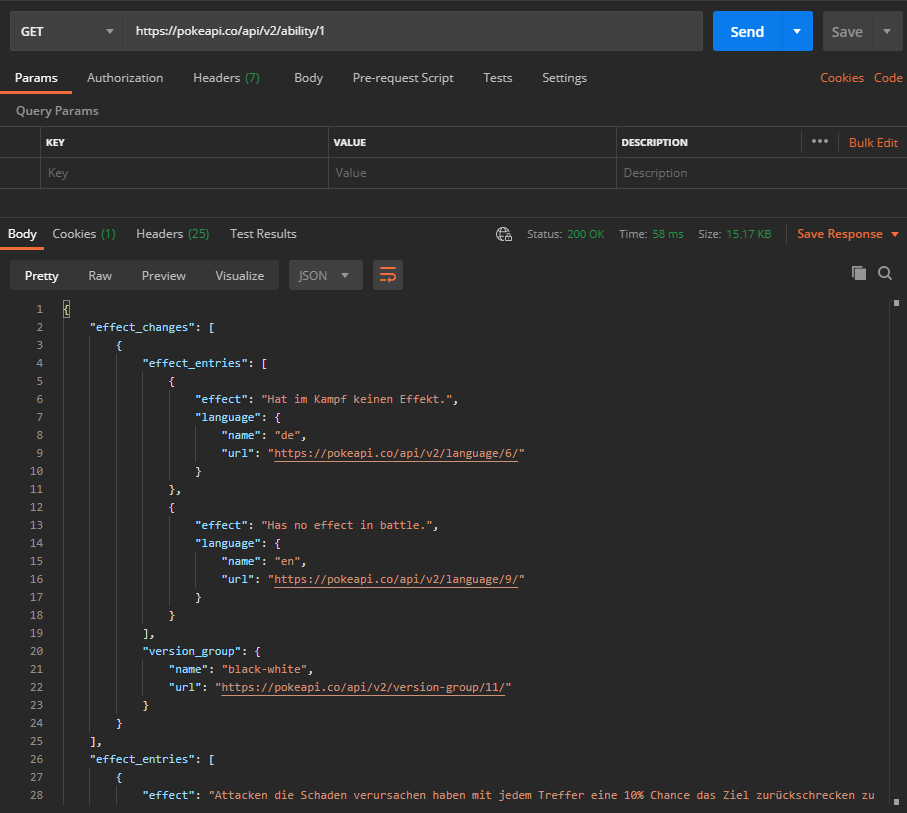 GET https://pokeapi.co/api/v2/ability/1 Send Save
Params Authorization Headers (7) Body Pre-request Script Tests Settings Cookies Code
Query Params
KEY VALUE DESCRIPTION ••• Bulk Edit
Key Value Description
Body Cookies (1) Headers (25) Test Results Status: 200 OK Time: 58 ms Size: 15.17 KB Save Response
Pretty Raw Preview Visualize JSON
1 {
2 "effect_changes": [
3 {
4 "effect_entries": [
5 {
6 "effect": "Hat im Kampf keinen Effekt.",
7 "language": {
8 "name": "de",
9 "url": "https://pokeapi.co/api/v2/language/6/"
10 }
11 },
12 {
13 "effect": "Has no effect in battle.",
14 "language": {
15 "name": "en",
16 "url": "https://pokeapi.co/api/v2/language/9/"
17 }
18 }
19 ],
20 "version_group": {
21 "name": "black-white",
22 "url": "https://pokeapi.co/api/v2/version-group/11/"
23 }
24 }
25 ],
26 "effect_entries": [
27 {
28 "effect": "Attacken die Schaden verursachen haben mit jedem Treffer eine 10% Chance das Ziel zurückschrecken zu